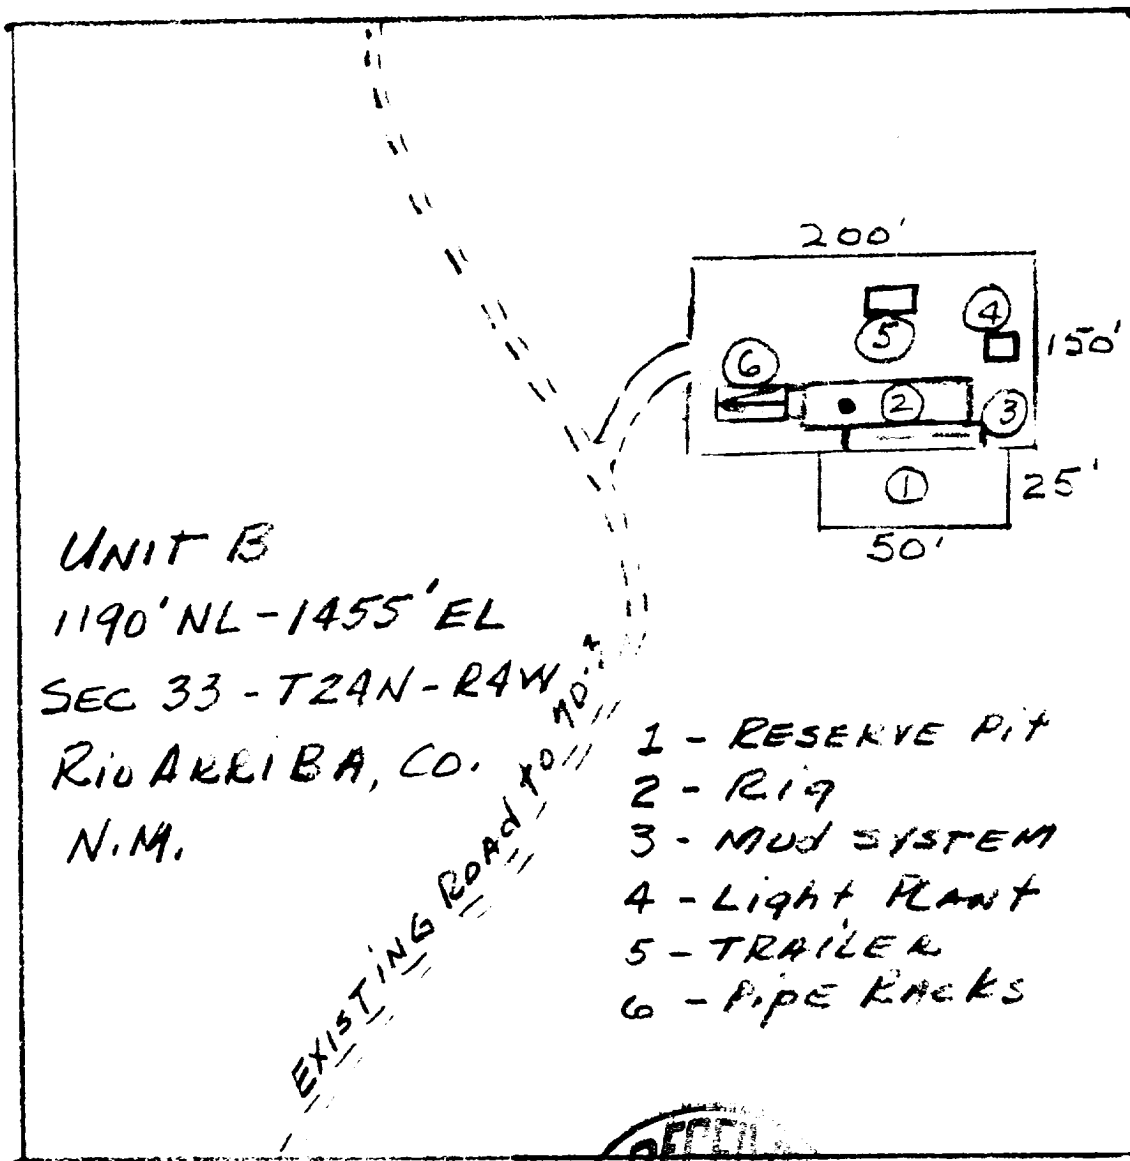 200'
5
4
150'
6
2
3
1
25'
50'
UNIT B
1190' NL - 1455' EL
SEC 33 - T24N - R4W
RiO ARRIBA, CO.
N.M.
EXISTING ROAD to
1 - RESERVE Pit
2 - Rig
3 - MUd SYSTEM
4 - Light PLANt
5 - TRAiLER
6 - PipE RACKS